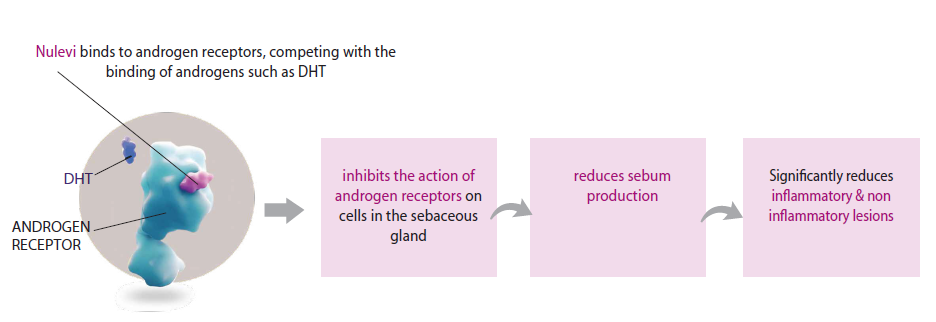 Nulevi binds to androgen receptors, competing with the
binding of androgens such as DHT
DHT
ANDROGEN
RECEPTOR
inhibits the action of
androgen receptors on
cells in the sebaceous
gland
reduces sebum
production
Significantly reduces
inflammatory & non
inflammatory lesions